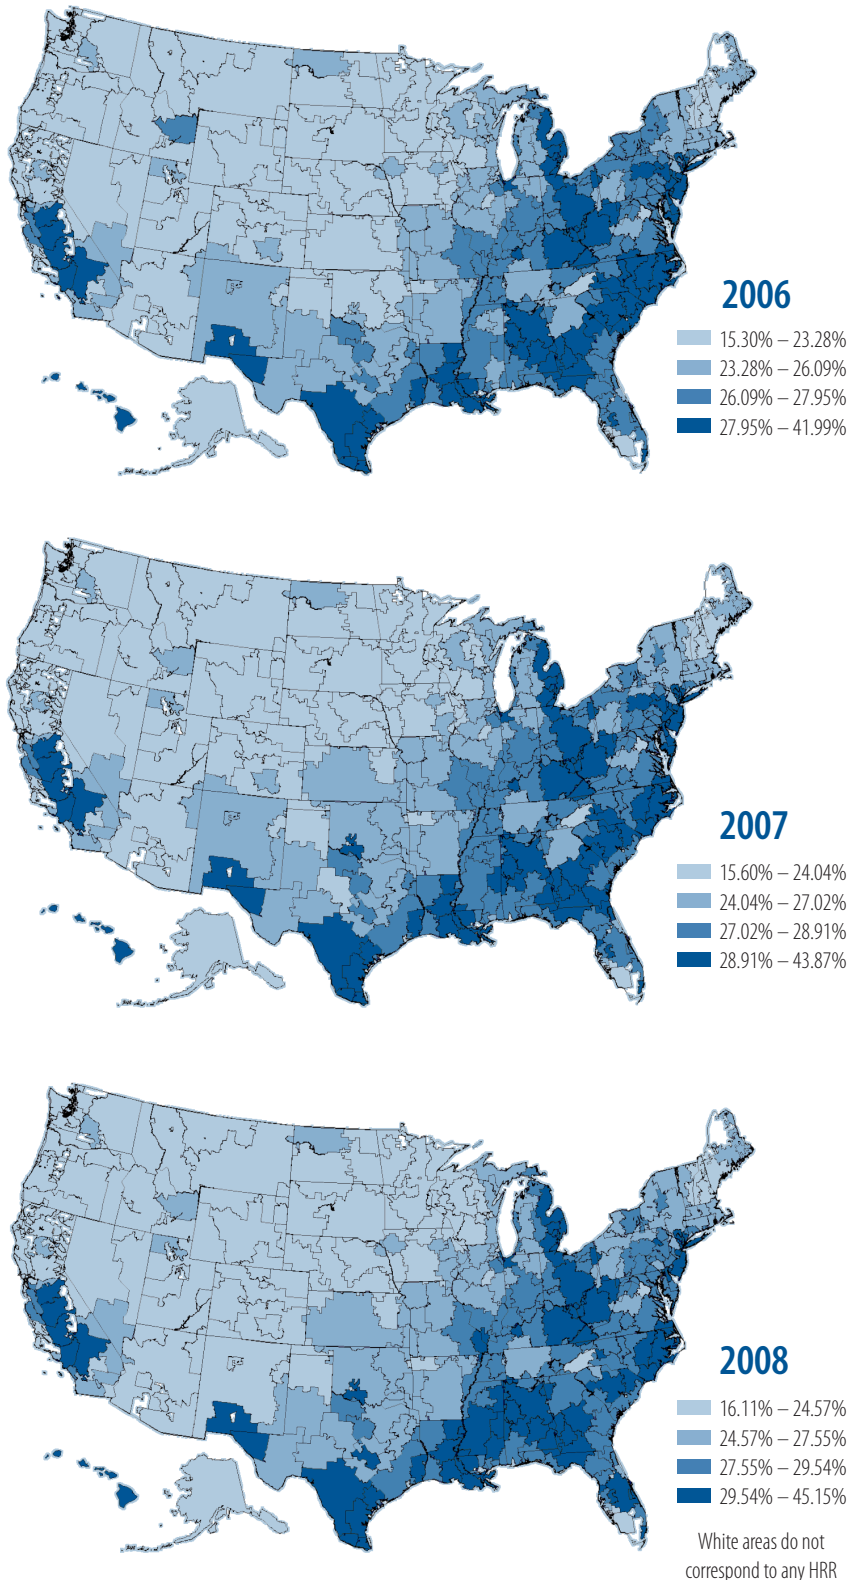 2006
15.30% – 23.28%
23.28% – 26.09%
26.09% – 27.95%
27.95% – 41.99%
2007
15.60% – 24.04%
24.04% – 27.02%
27.02% – 28.91%
28.91% – 43.87%
2008
16.11% – 24.57%
24.57% – 27.55%
27.55% – 29.54%
29.54% – 45.15%
White areas do not
correspond to any HRR